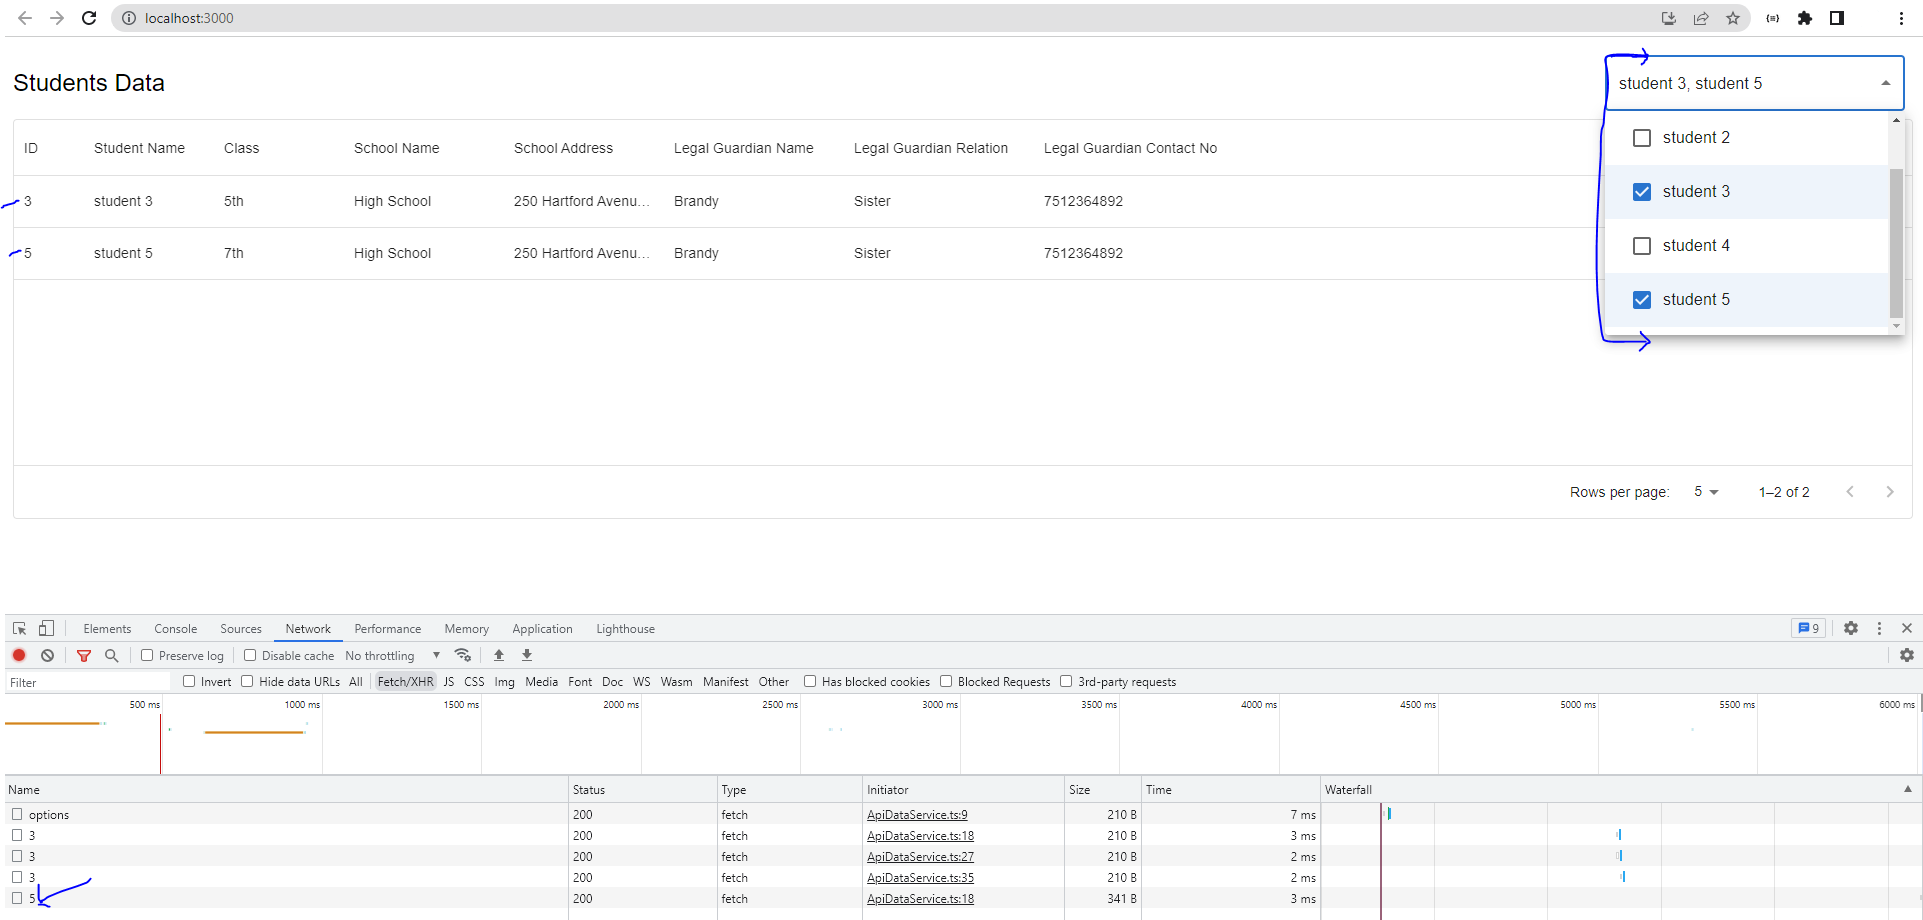 localhost:3000
Students Data
student 3, student 5
ID Student Name Class School Name School Address Legal Guardian Name Legal Guardian Relation Legal Guardian Contact No
student 2
3 student 3 5th High School 250 Hartford Avenu... Brandy Sister 7512364892
student 3
5 student 5 7th High School 250 Hartford Avenu... Brandy Sister 7512364892
student 4
student 5
Rows per page: 5 1–2 of 2
Elements Console Sources Network Performance Memory Application Lighthouse 9
Preserve log Disable cache No throttling
Filter Invert Hide data URLs All Fetch/XHR JS CSS Img Media Font Doc WS Wasm Manifest Other Has blocked cookies Blocked Requests 3rd-party requests
500 ms 1000 ms 1500 ms 2000 ms 2500 ms 3000 ms 3500 ms 4000 ms 4500 ms 5000 ms 5500 ms 6000 ms
Name Status Type Initiator Size Time Waterfall
options 200 fetch ApiDataService.ts:9 210 B 7 ms
3 200 fetch ApiDataService.ts:18 210 B 3 ms
3 200 fetch ApiDataService.ts:27 210 B 2 ms
3 200 fetch ApiDataService.ts:35 210 B 2 ms
5 200 fetch ApiDataService.ts:18 341 B 3 ms